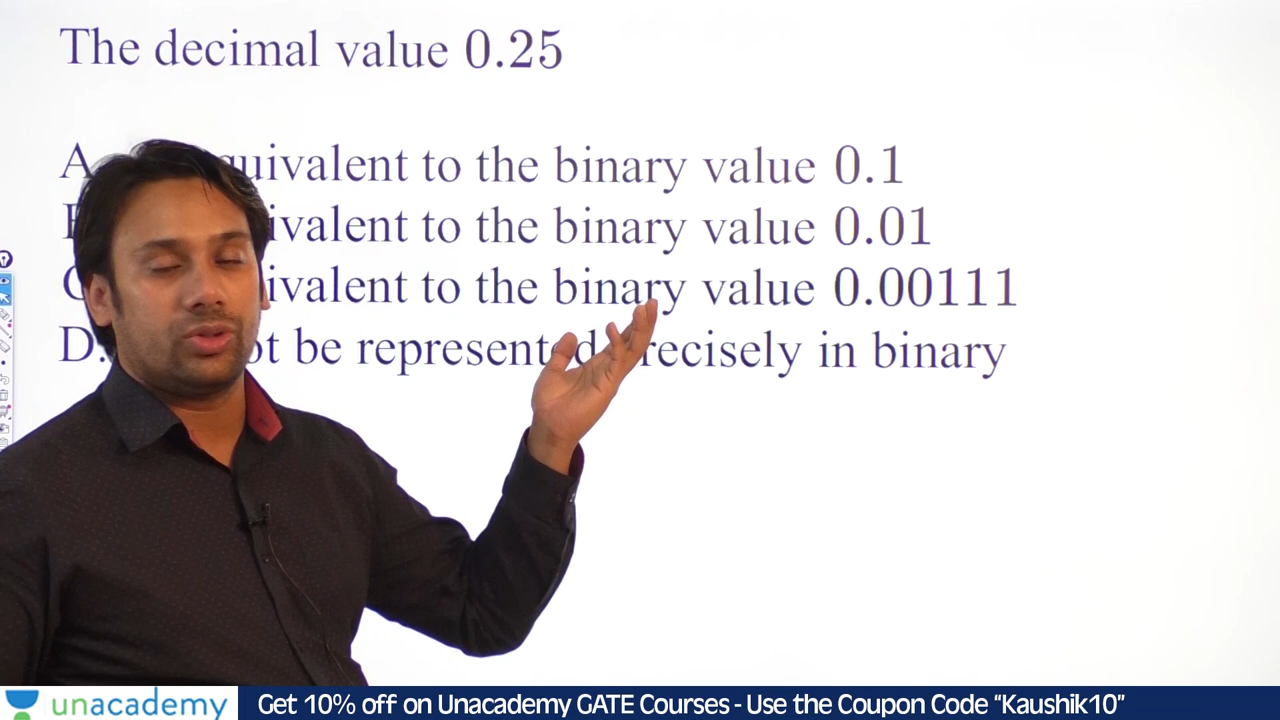 The decimal value 0.25
A. quivalent to the binary value 0.1
ivalent to the binary value 0.01
ivalent to the binary value 0.00111
D. ot be represented recisely in binary
unacademy
Get 10% off on Unacademy GATE Courses - Use the Coupon Code “Kaushik10”